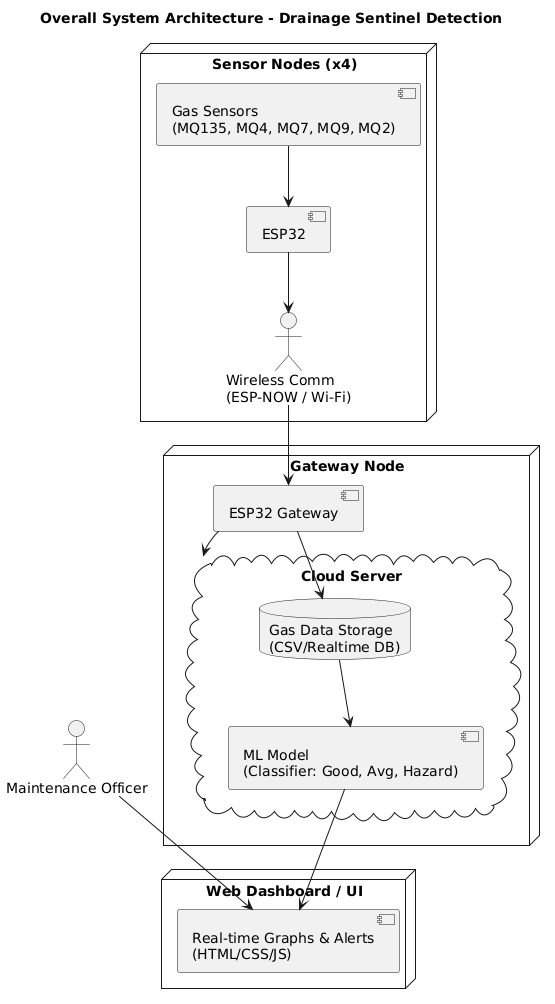 Overall System Architecture - Drainage Sentinel Detection
Sensor Nodes (x4)
Gas Sensors
(MQ135, MQ4, MQ7, MQ9, MQ2)
ESP32
Wireless Comm
(ESP-NOW / Wi-Fi)
Gateway Node
ESP32 Gateway
Cloud Server
Gas Data Storage
(CSV/Realtime DB)
ML Model
(Classifier: Good, Avg, Hazard)
Maintenance Officer
Web Dashboard / UI
Real-time Graphs & Alerts
(HTML/CSS/JS)